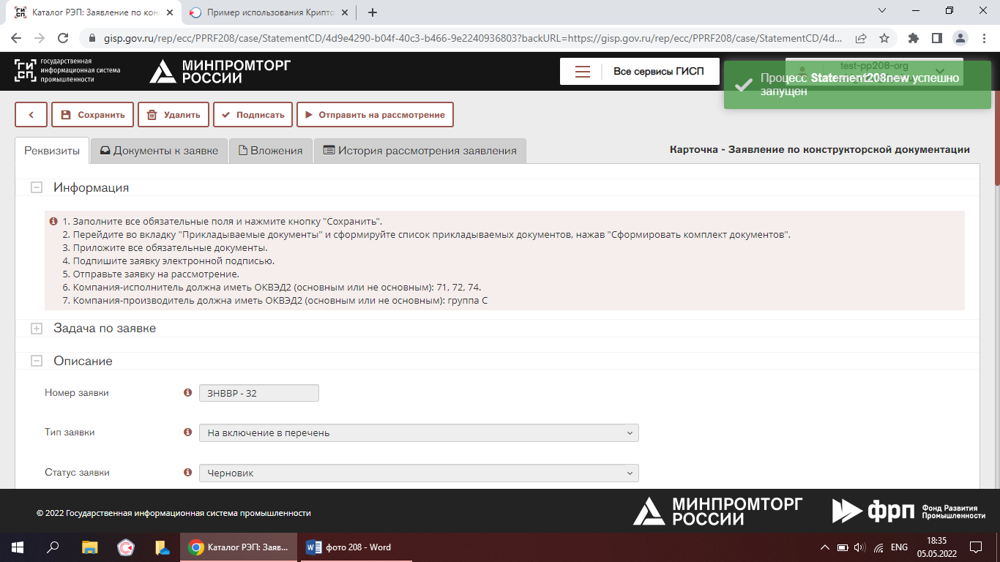 Каталог РЭП: Заявление по кон
Пример использования Крипто
gisp.gov.ru/rep/ecc/PPRF208/case/StatementCD/4d9e4290-b04f-40c3-b466-9e2240936803?backURL=https://gisp.gov.ru/rep/ecc/PPRF208/case/StatementCD/4d...
ГИСП
государственная
информационная система
промышленности
МИНПРОМТОРГ
РОССИИ
Все сервисы ГИСП
test-pp208-org
Процесс Statement208new успешно
запущен
Сохранить
Удалить
Подписать
Отправить на рассмотрение
Реквизиты
Документы к заявке
Вложения
История рассмотрения заявления
Карточка - Заявление по конструкторской документации
Информация
1. Заполните все обязательные поля и нажмите кнопку "Сохранить".
2. Перейдите во вкладку "Прикладываемые документы" и сформируйте список прикладываемых документов, нажав "Сформировать комплект документов".
3. Приложите все обязательные документы.
4. Подпишите заявку электронной подписью.
5. Отправьте заявку на рассмотрение.
6. Компания-исполнитель должна иметь ОКВЭД2 (основным или не основным): 71, 72, 74.
7. Компания-производитель должна иметь ОКВЭД2 (основным или не основным): группа С
Задача по заявке
Описание
Номер заявки
ЗНВВР - 32
Тип заявки
На включение в перечень
Статус заявки
Черновик
© 2022 Государственная информационная система промышленности
МИНПРОМТОРГ
РОССИИ
фрп
Фонд Развития
Промышленности
Каталог РЭП: Заяв...
фото 208 - Word
ENG
18:35
05.05.2022